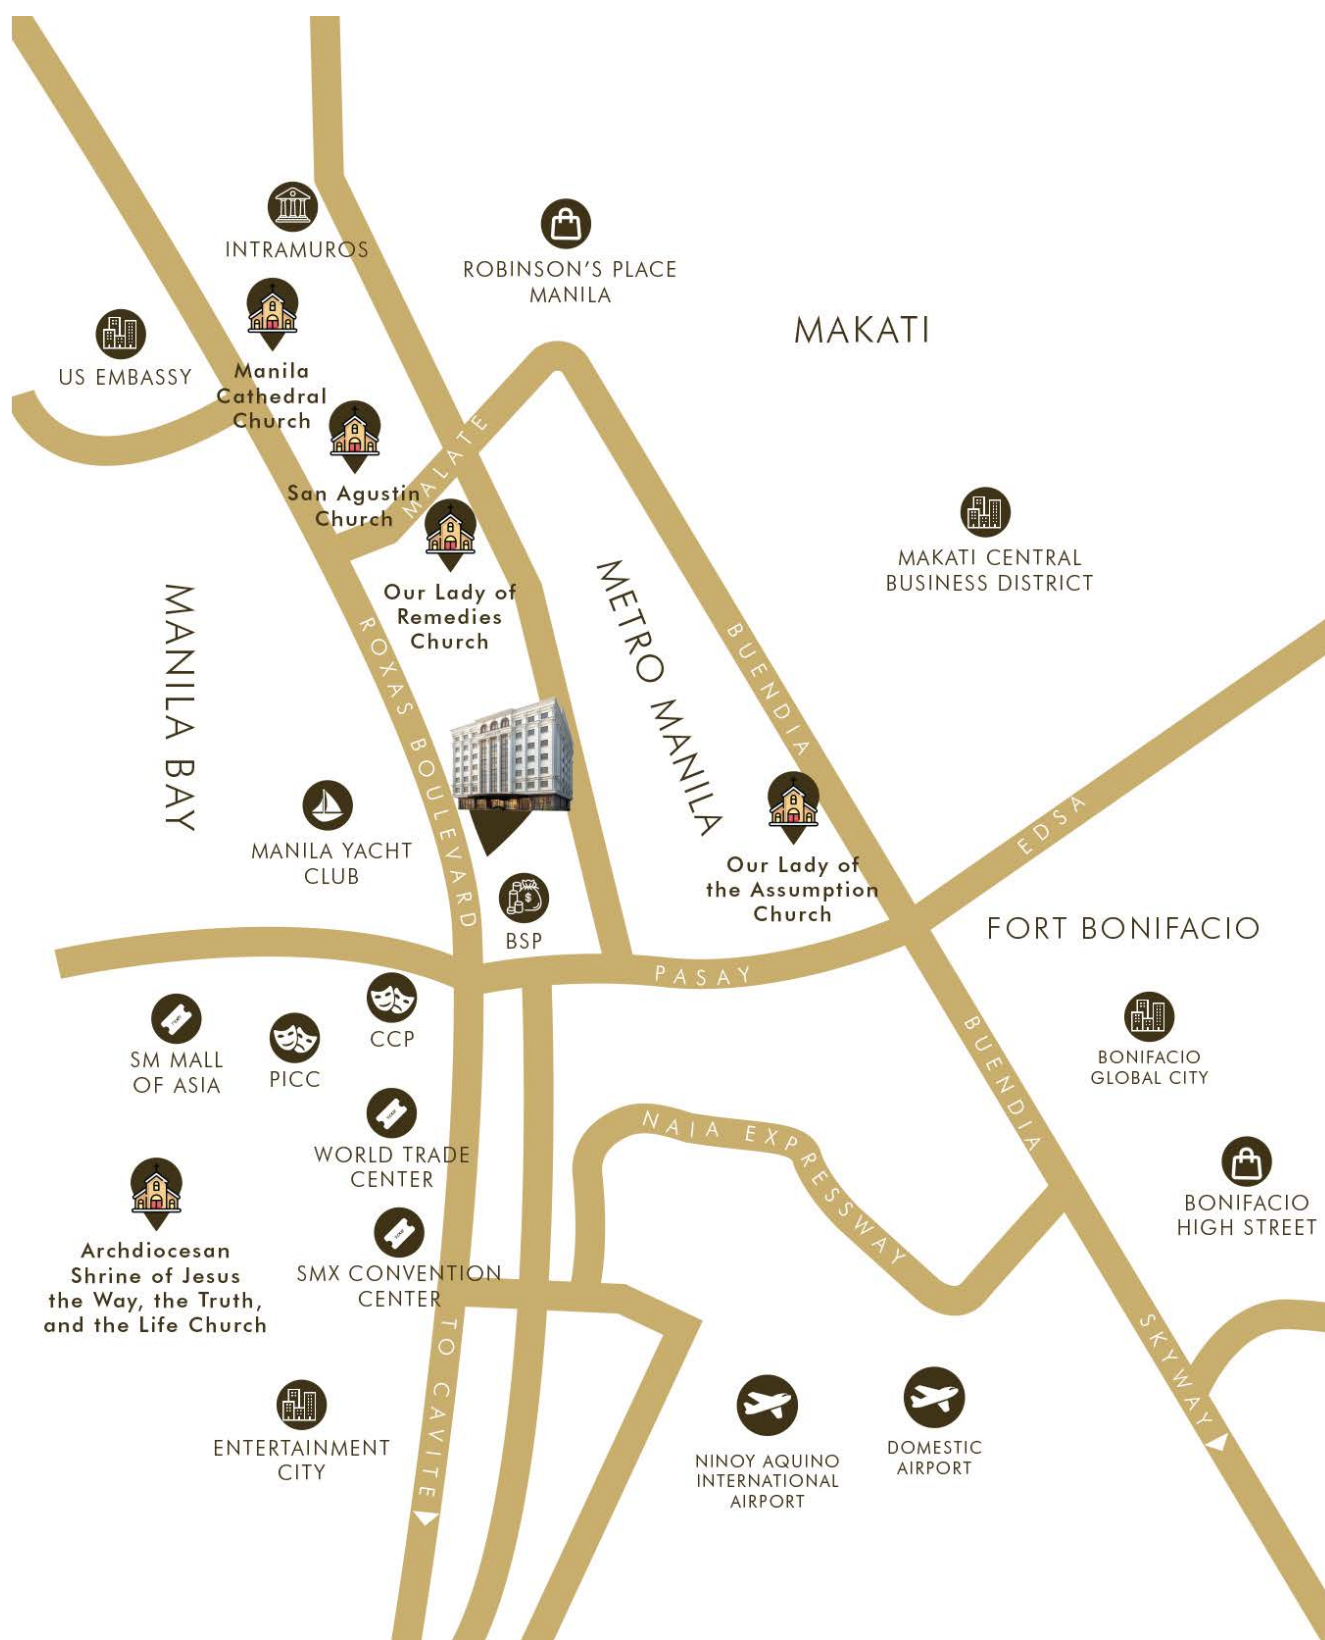 INTRAMUROS
ROBINSON'S PLACE
MANILA
MAKATI
US EMBASSY
Manila
Cathedral
Church
MALATE
San Agustin
Church
MAKATI CENTRAL
BUSINESS DISTRICT
Our Lady of
Remedies
Church
MANILA BAY
ROXAS BOULEVARD
METRO MANILA
BUENDIA
MANILA YACHT
CLUB
EDSA
Our Lady of
the Assumption
Church
BSP
FORT BONIFACIO
PASAY
CCP
SM MALL
OF ASIA
PICC
BUENDIA
BONIFACIO
GLOBAL CITY
NAIA EXPRESSWAY
WORLD TRADE
CENTER
BONIFACIO
HIGH STREET
Archdiocesan
Shrine of Jesus
the Way, the Truth,
and the Life Church
SMX CONVENTION
CENTER
TO CAVITE
SKYWAY
ENTERTAINMENT
CITY
NINOY AQUINO
INTERNATIONAL
AIRPORT
DOMESTIC
AIRPORT